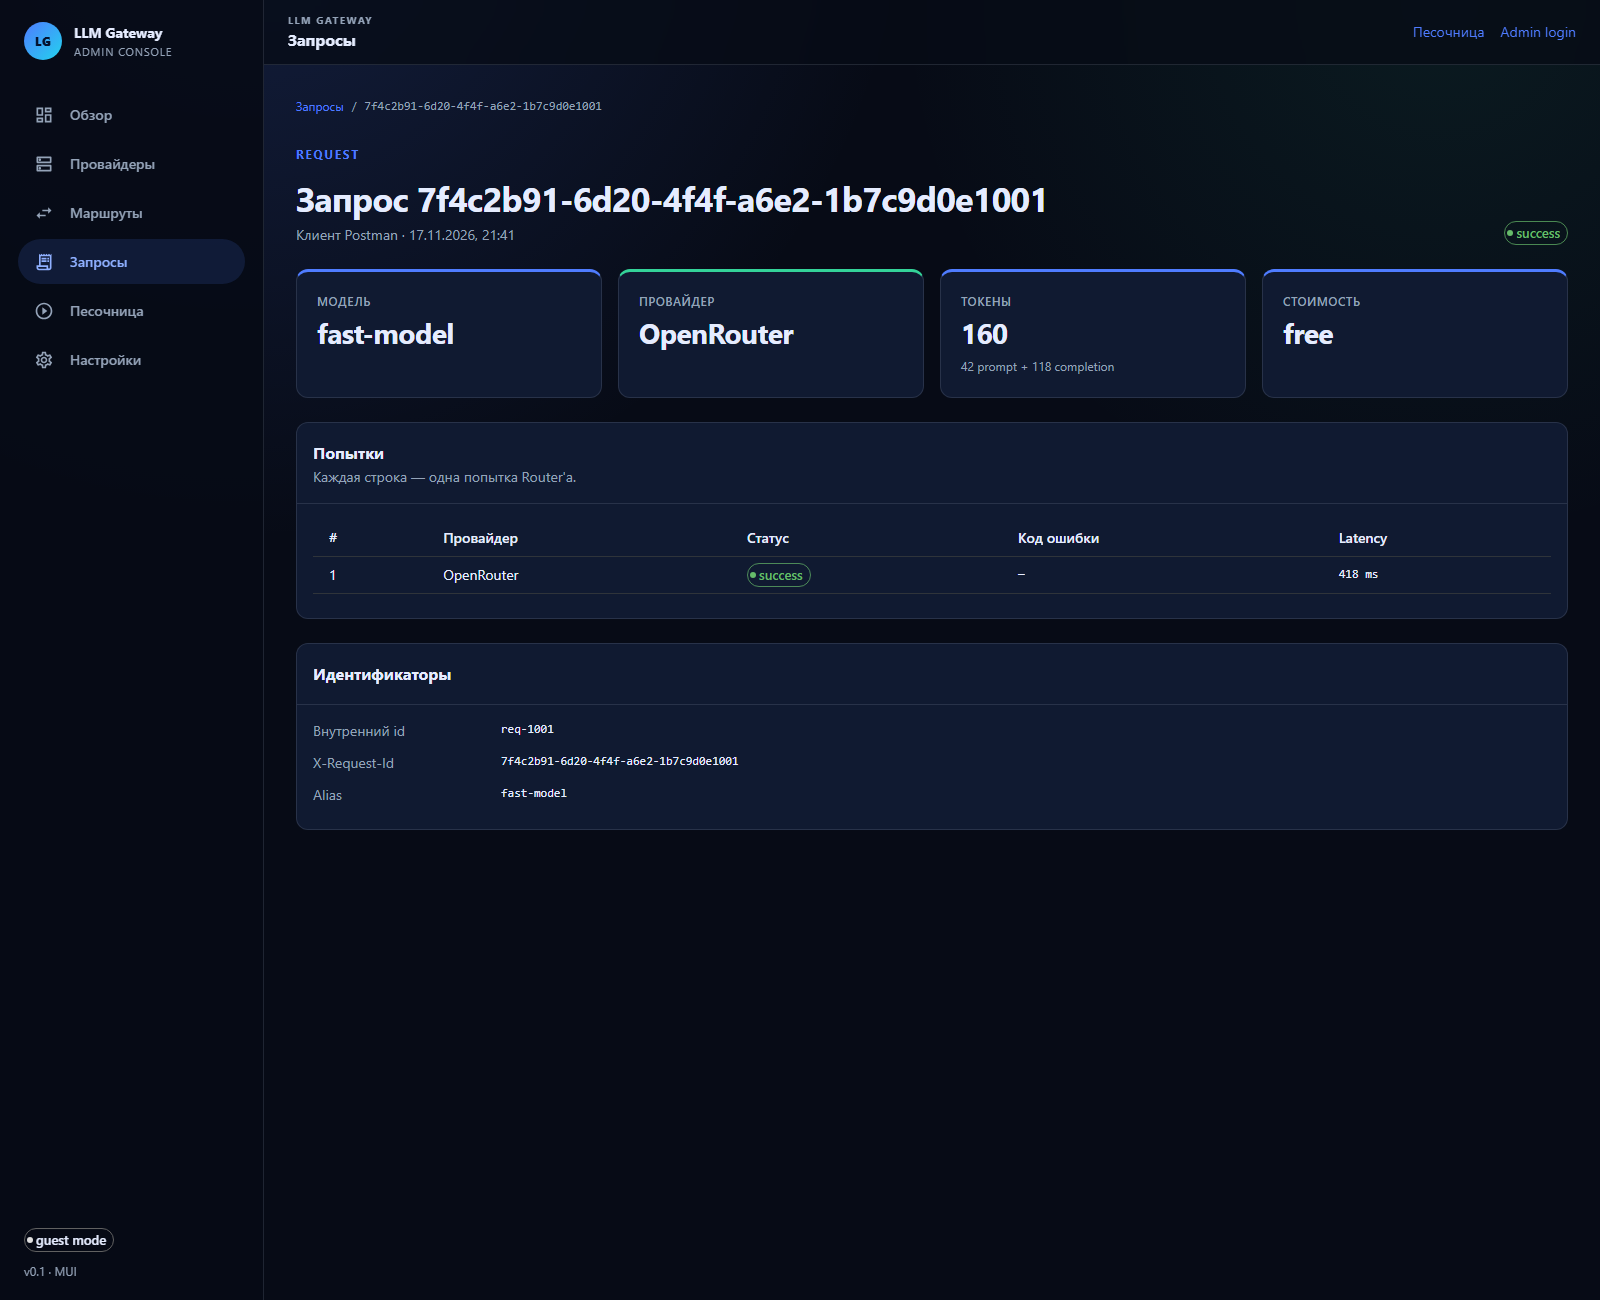 LG
LLM Gateway
ADMIN CONSOLE
Обзор
Провайдеры
Маршруты
Запросы
Песочница
Настройки
guest mode
v0.1 · MUI
LLM GATEWAY
Запросы
Песочница Admin login
Запросы / 7f4c2b91-6d20-4f4f-a6e2-1b7c9d0e1001
REQUEST
Запрос 7f4c2b91-6d20-4f4f-a6e2-1b7c9d0e1001
Клиент Postman · 17.11.2026, 21:41
success
МОДЕЛЬ
fast-model
ПРОВАЙДЕР
OpenRouter
ТОКЕНЫ
160
42 prompt + 118 completion
СТОИМОСТЬ
free
Попытки
Каждая строка — одна попытка Router'а.
# Провайдер Статус Код ошибки Latency
1 OpenRouter success – 418 ms
Идентификаторы
Внутренний id req-1001
X-Request-Id 7f4c2b91-6d20-4f4f-a6e2-1b7c9d0e1001
Alias fast-model